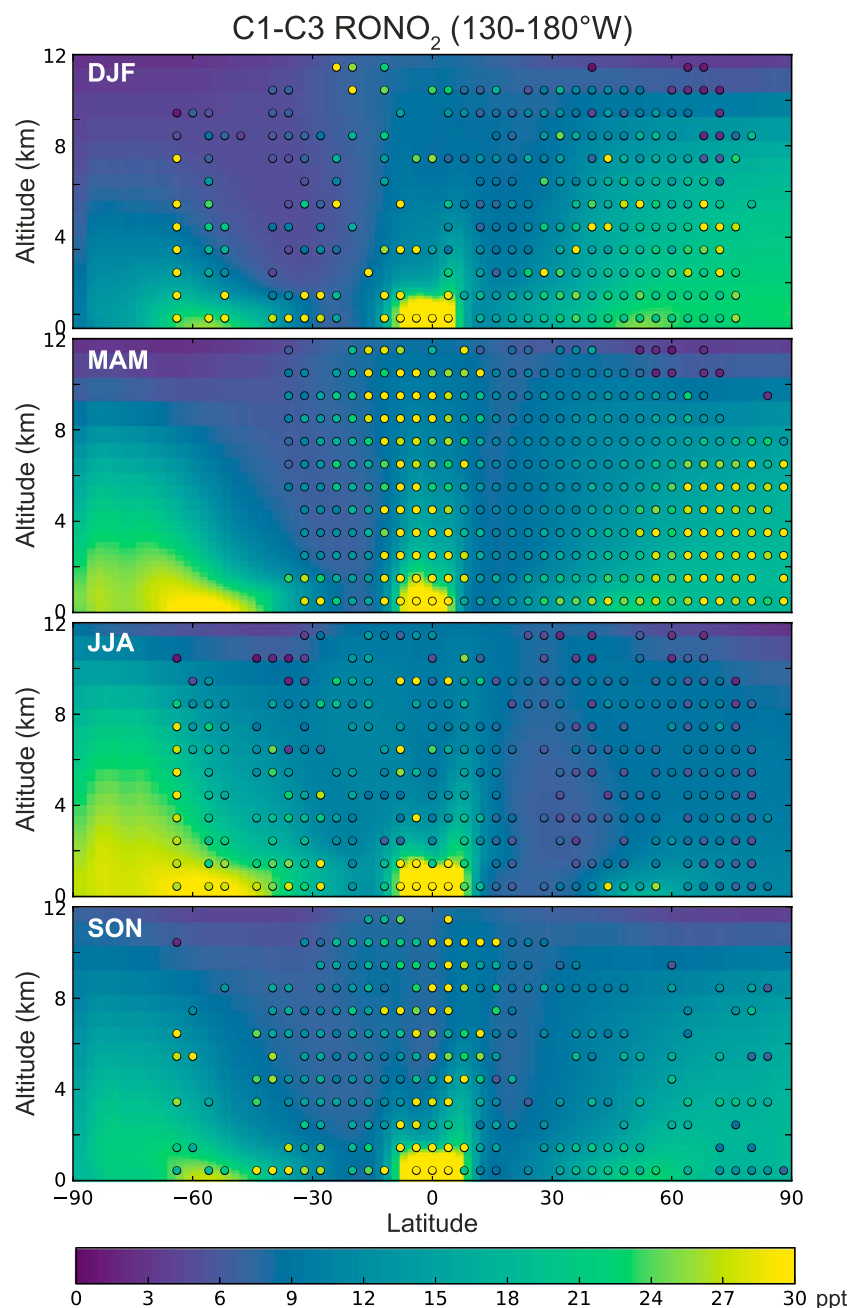 C1-C3 RONO₂ (130-180°W)
DJF
12
8
4
0
Altitude (km)
MAM
12
8
4
0
Altitude (km)
JJA
12
8
4
0
Altitude (km)
SON
12
8
4
0
Altitude (km)
−90 −60 −30 0 30 60 90
Latitude
0 3 6 9 12 15 18 21 24 27 30 ppt